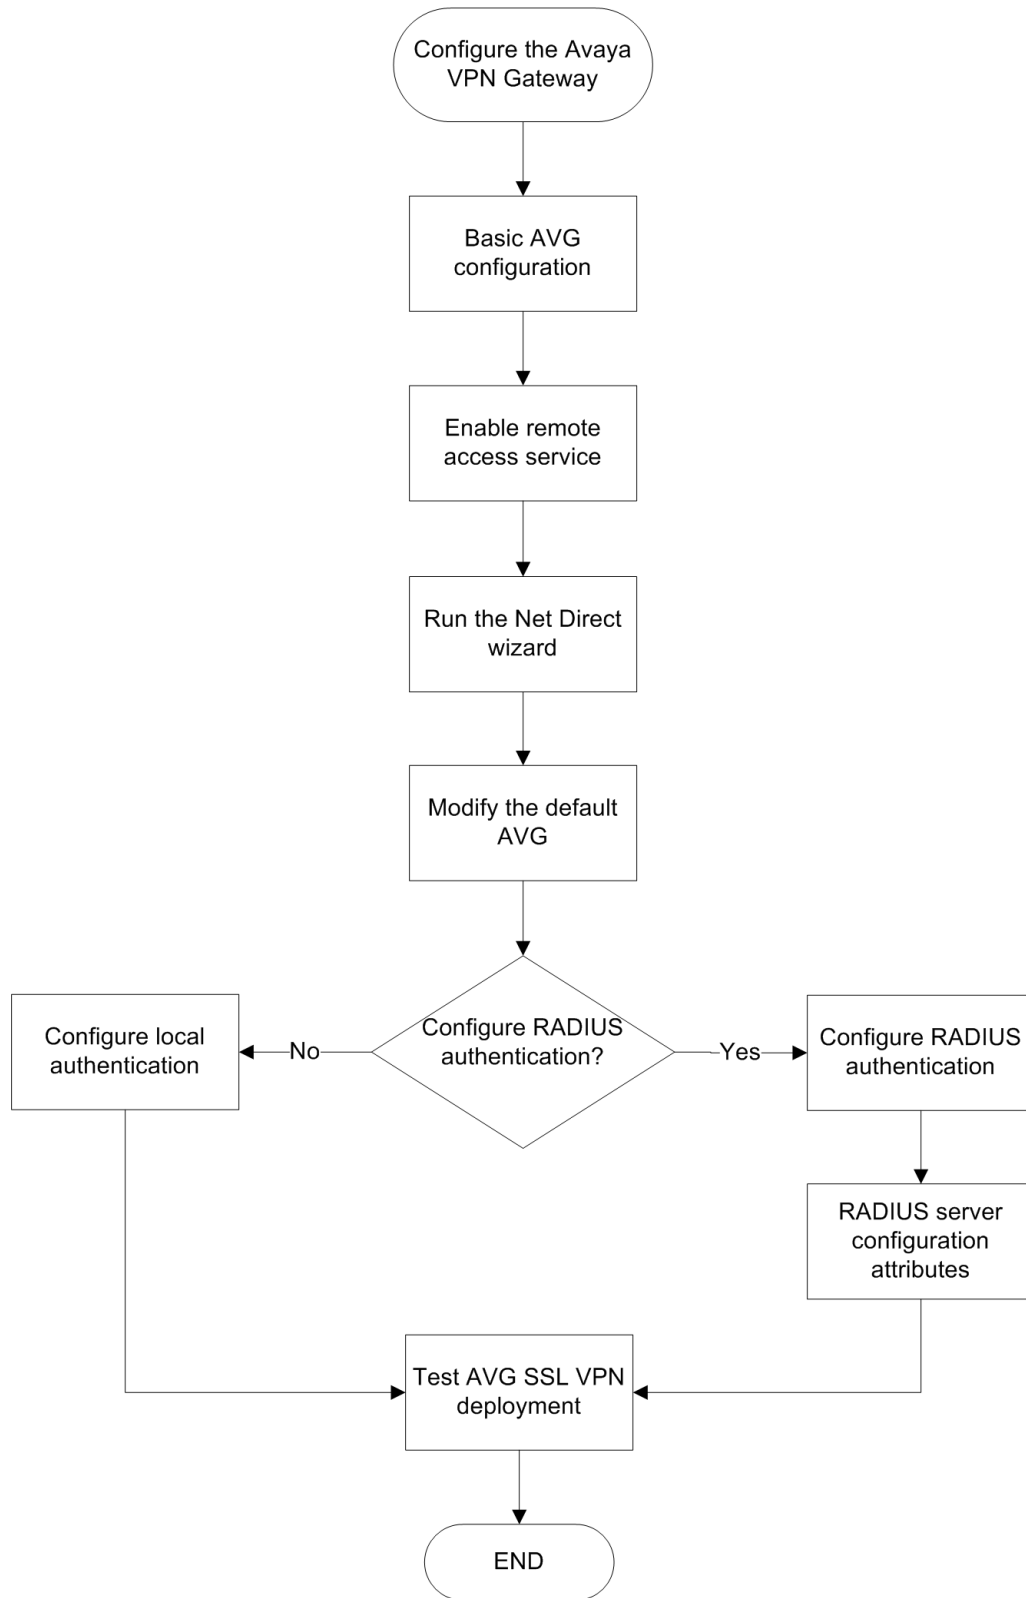 Configure the Avaya
VPN Gateway
Basic AVG
configuration
Enable remote
access service
Run the Net Direct
wizard
Modify the default
AVG
Configure RADIUS
authentication?
No
Yes
Configure local
authentication
Configure RADIUS
authentication
RADIUS server
configuration
attributes
Test AVG SSL VPN
deployment
END